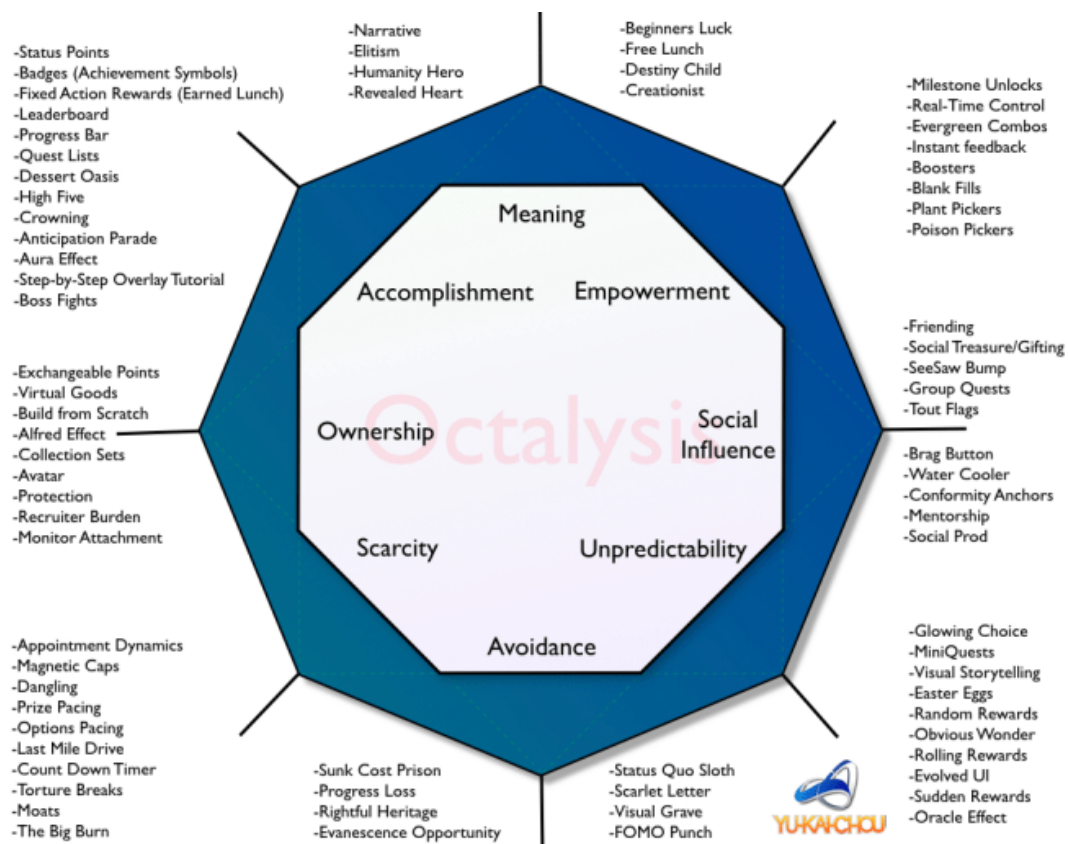 -Narrative
-Elitism
-Humanity Hero
-Revealed Heart
-Beginners Luck
-Free Lunch
-Destiny Child
-Creationist
-Status Points
-Badges (Achievement Symbols)
-Fixed Action Rewards (Earned Lunch)
-Leaderboard
-Progress Bar
-Quest Lists
-Dessert Oasis
-High Five
-Crowning
-Anticipation Parade
-Aura Effect
-Step-by-Step Overlay Tutorial
-Boss Fights
-Milestone Unlocks
-Real-Time Control
-Evergreen Combos
-Instant feedback
-Boosters
-Blank Fills
-Plant Pickers
-Poison Pickers
Meaning
Accomplishment
Empowerment
-Exchangeable Points
-Virtual Goods
-Build from Scratch
-Alfred Effect
-Collection Sets
-Avatar
-Protection
-Recruiter Burden
-Monitor Attachment
Ownership
Octalysis
Social
Influence
-Friending
-Social Treasure/Gifting
-SeeSaw Bump
-Group Quests
-Tout Flags
-Brag Button
-Water Cooler
-Conformity Anchors
-Mentorship
-Social Prod
Scarcity
Unpredictability
Avoidance
-Appointment Dynamics
-Magnetic Caps
-Dangling
-Prize Pacing
-Options Pacing
-Last Mile Drive
-Count Down Timer
-Torture Breaks
-Moats
-The Big Burn
-Sunk Cost Prison
-Progress Loss
-Rightful Heritage
-Evanescence Opportunity
-Status Quo Sloth
-Scarlet Letter
-Visual Grave
-FOMO Punch
YU-KAI-CHOU
-Glowing Choice
-MiniQuests
-Visual Storytelling
-Easter Eggs
-Random Rewards
-Obvious Wonder
-Rolling Rewards
-Evolved UI
-Sudden Rewards
-Oracle Effect